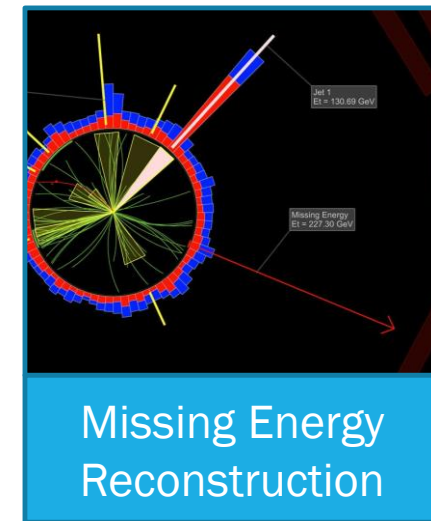 Jet 1
Et = 130.69 GeV
Missing Energy
Et = 227.30 GeV
Missing Energy
Reconstruction